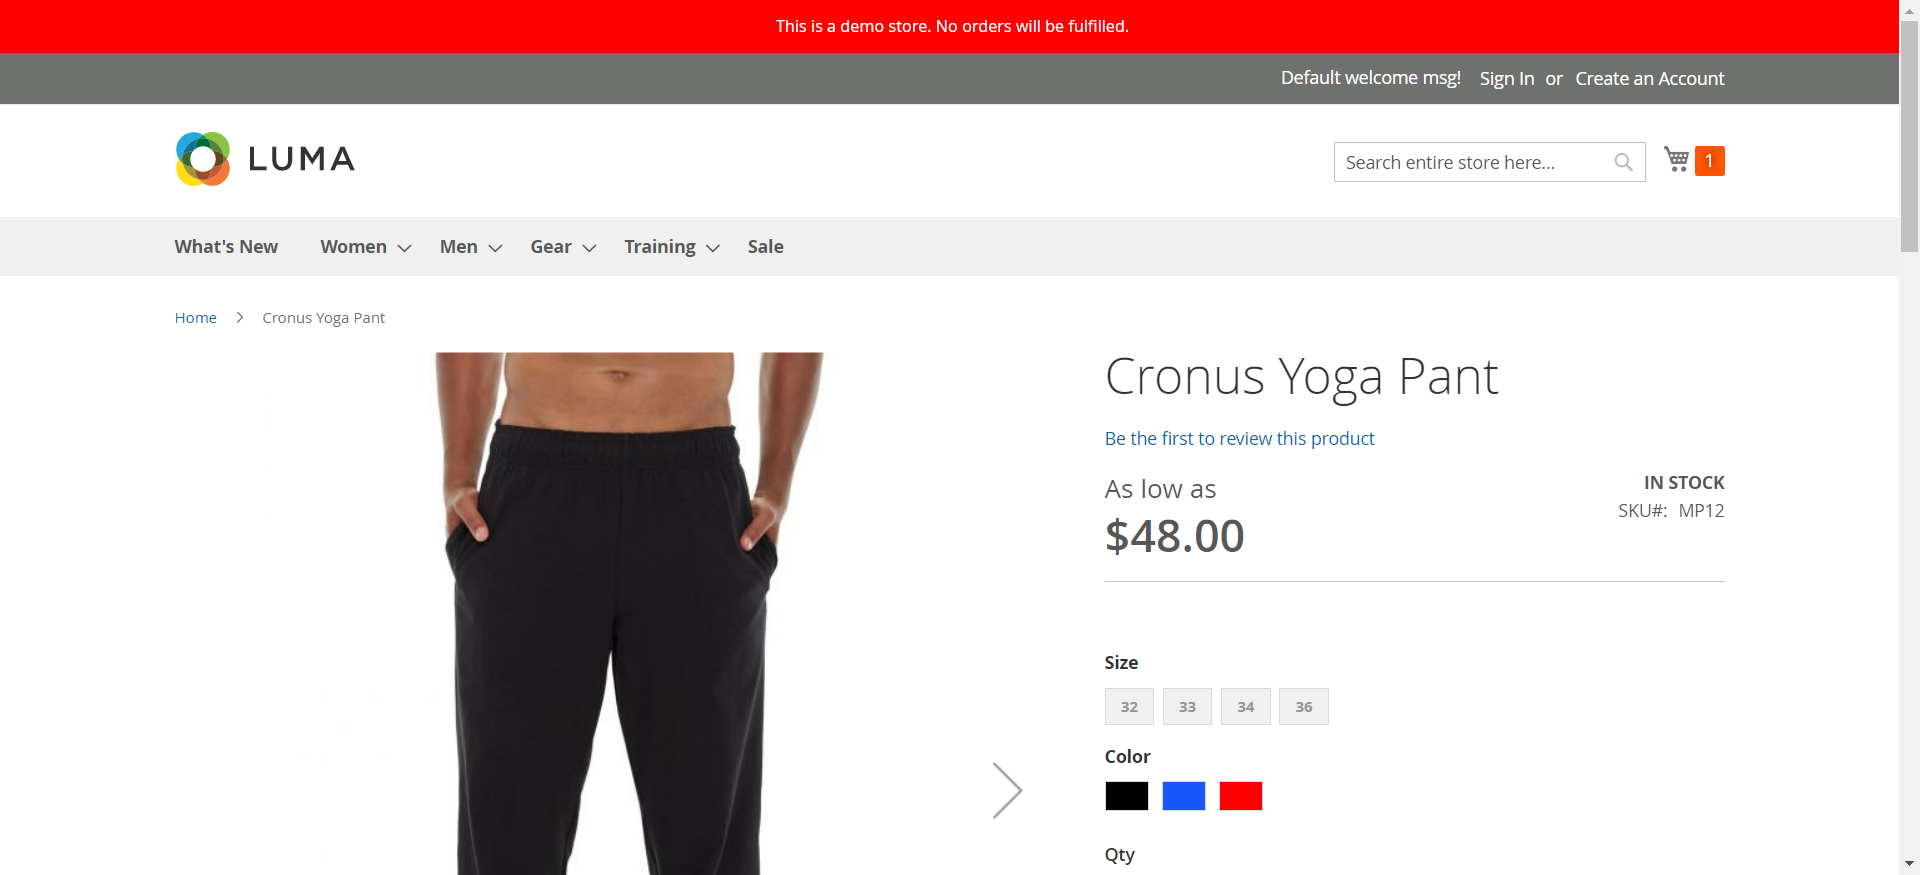 This is a demo store. No orders will be fulfilled.
Default welcome msg! Sign In or Create an Account
LUMA
Search entire store here...
1
What's New Women Men Gear Training Sale
Home Cronus Yoga Pant
Cronus Yoga Pant
Be the first to review this product
As low as
$48.00
IN STOCK
SKU#: MP12
Size
32 33 34 36
Color
Qty